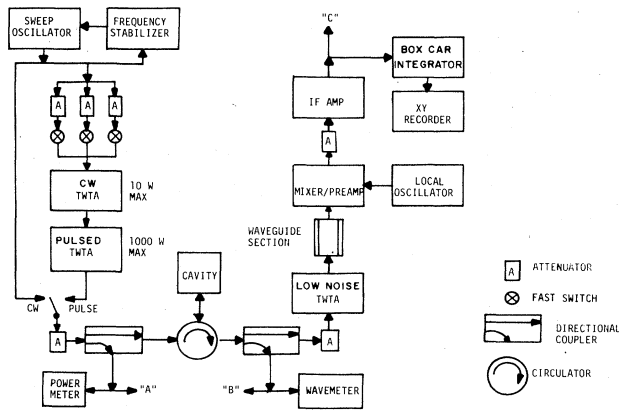 SWEEP
OSCILLATOR
FREQUENCY
STABILIZER
A
A
A
CW
TWTA
10 W
MAX
PULSED
TWTA
1000 W
MAX
CW
PULSE
A
POWER
METER
"A"
CAVITY
"B"
WAVEMETER
A
LOW NOISE
TWTA
WAVEGUIDE
SECTION
MIXER/PREAMP
LOCAL
OSCILLATOR
A
IF AMP
"C"
BOX CAR
INTEGRATOR
XY
RECORDER
A
ATTENUATOR
FAST SWITCH
DIRECTIONAL
COUPLER
CIRCULATOR